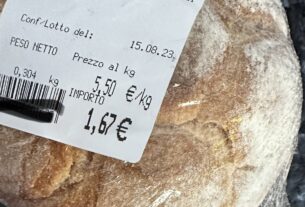 Conf/Lotto del: 15.08.23
PESO NETTO Prezzo al kg
0,304 kg 5,50 €/kg
IMPORTO
1,67€